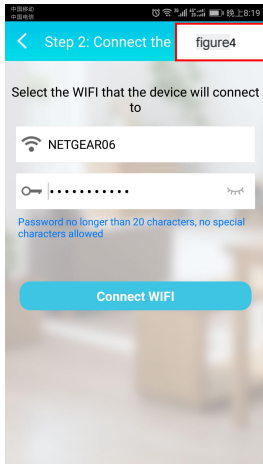 中国移动
中国电信
晚上8:19
Step 2: Connect the
figure4
Select the WIFI that the device will connect
to
NETGEAR06
Password no longer than 20 characters, no special
characters allowed
Connect WIFI